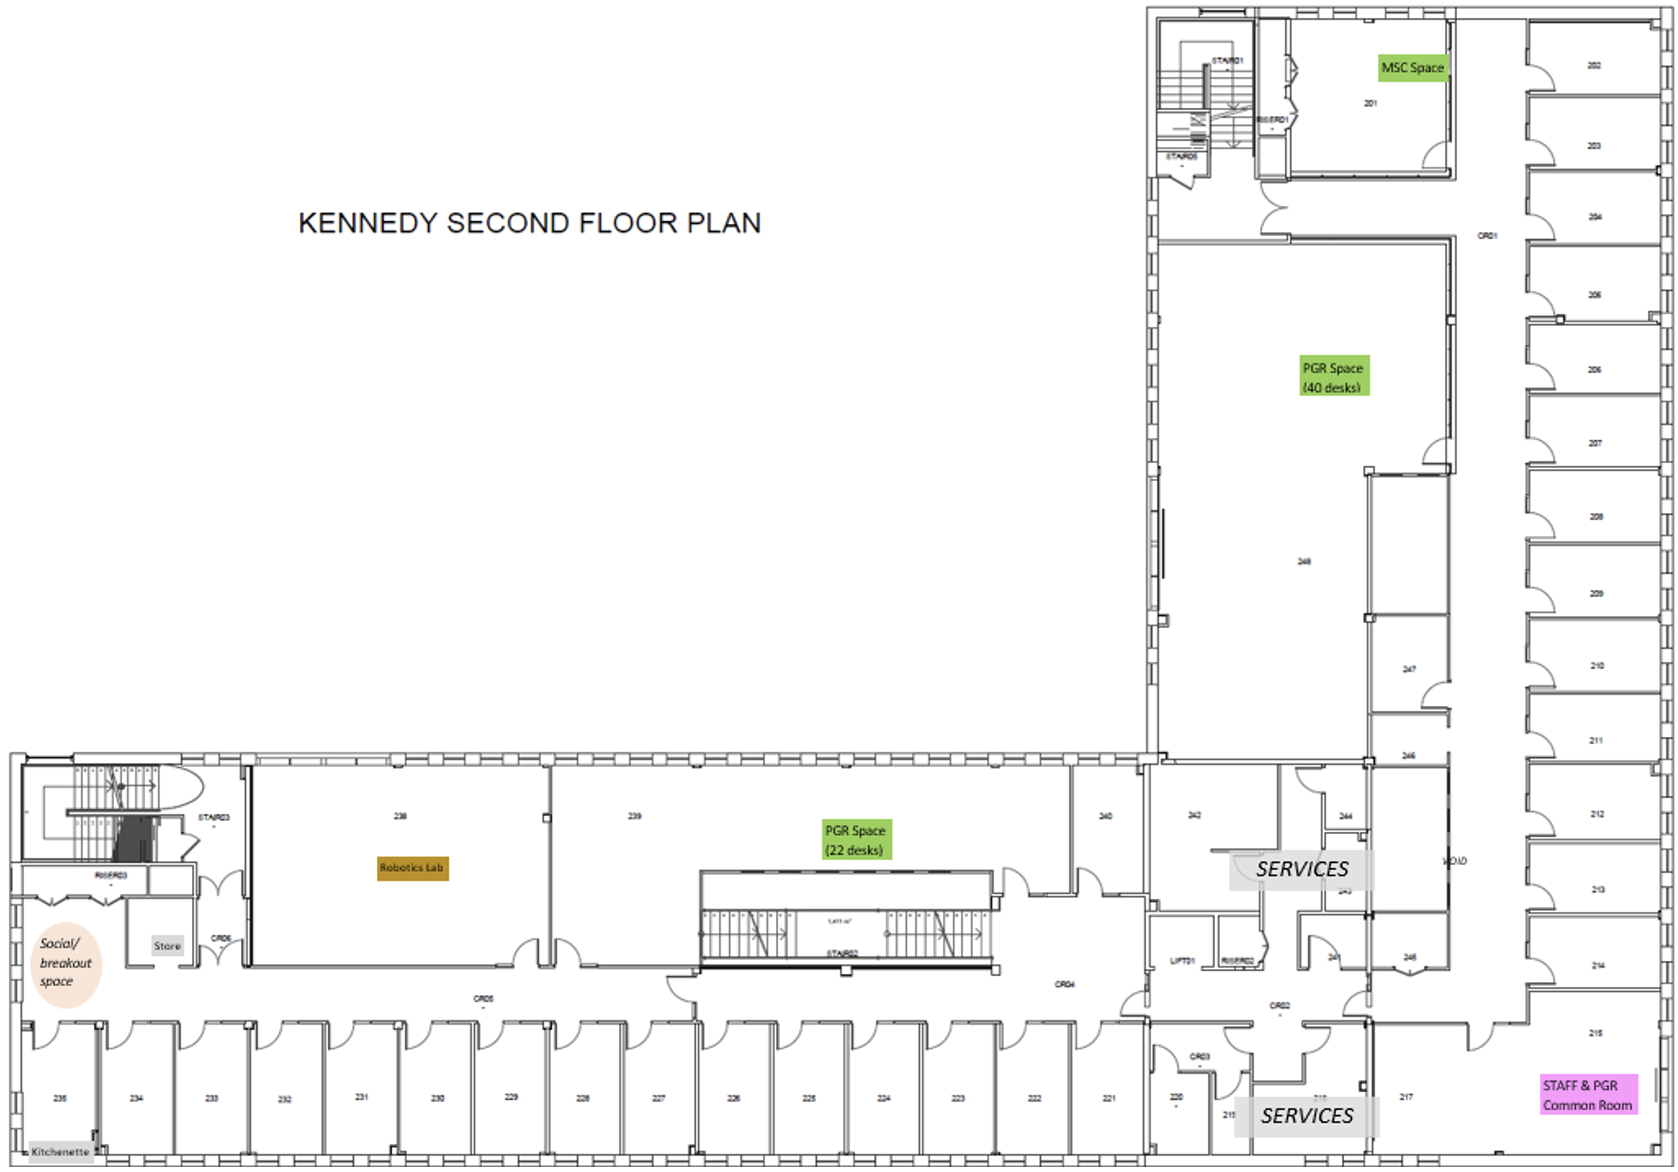 STAIR01
MSC Space
202
201
RISER01
203
STAIR05
204
KENNEDY SECOND FLOOR PLAN
CR01
205
PGR Space
(40 desks)
206
207
208
248
209
210
247
211
246
STAIR03
238
239
PGR Space
(22 desks)
240
242
244
212
Robotics Lab
SERVICES
VOID
RISER03
213
Social/
breakout
space
Store
CR06
STAIR02
LIFT01
RISER02
241
245
214
CR05
CR04
CR02
215
CR03
235
234
233
232
231
230
229
228
227
226
225
224
223
222
221
220
SERVICES
217
STAFF & PGR
Common Room
Kitchenette